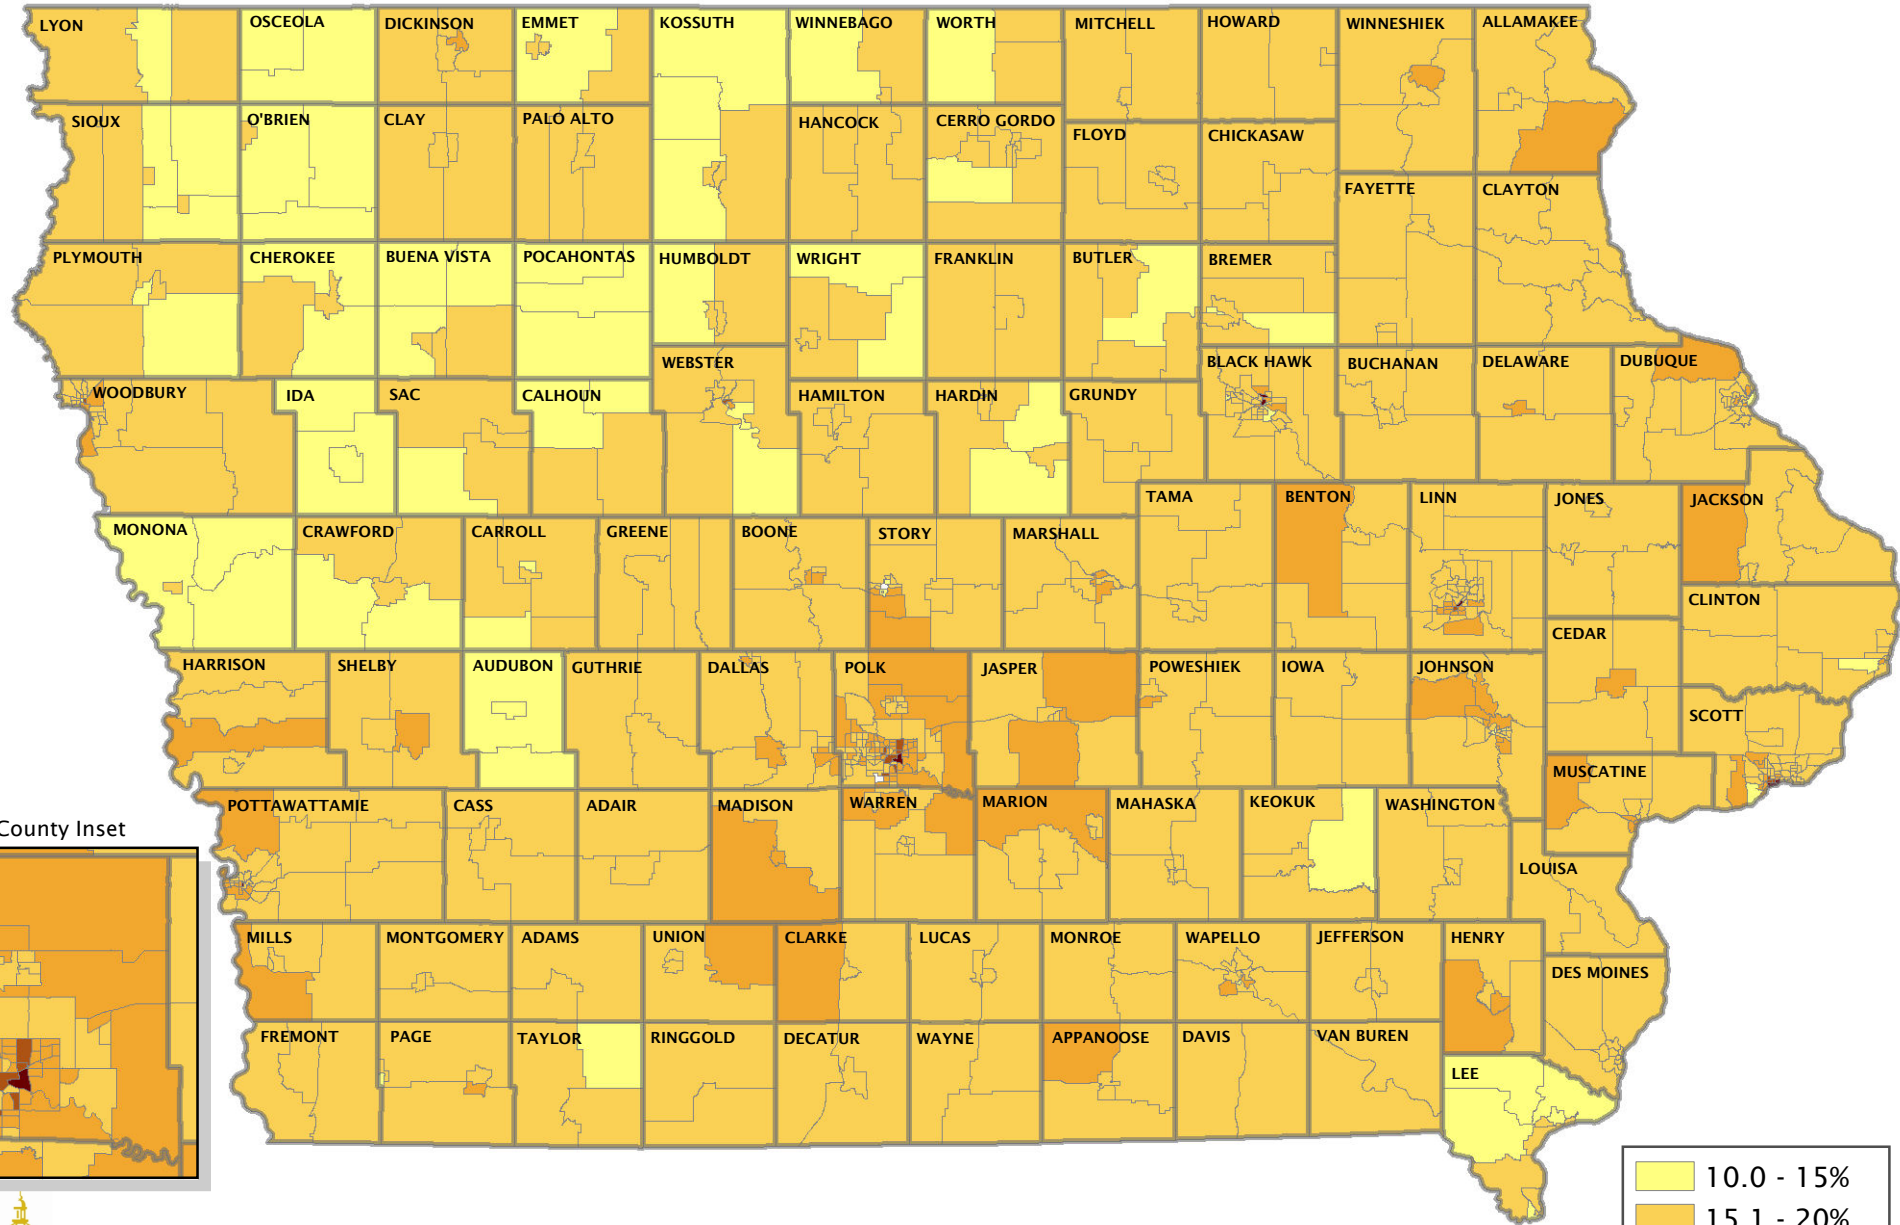 LYON
OSCEOLA
DICKINSON
EMMET
KOSSUTH
WINNEBAGO
WORTH
MITCHELL
HOWARD
WINNESHIEK
ALLAMAKEE
SIOUX
O'BRIEN
CLAY
PALO ALTO
HANCOCK
CERRO GORDO
FLOYD
CHICKASAW
FAYETTE
CLAYTON
PLYMOUTH
CHEROKEE
BUENA VISTA
POCAHONTAS
HUMBOLDT
WRIGHT
FRANKLIN
BUTLER
BREMER
WEBSTER
BLACK HAWK
BUCHANAN
DELAWARE
DUBUQUE
WOODBURY
IDA
SAC
CALHOUN
HAMILTON
HARDIN
GRUNDY
TAMA
BENTON
LINN
JONES
JACKSON
MONONA
CRAWFORD
CARROLL
GREENE
BOONE
STORY
MARSHALL
CLINTON
CEDAR
HARRISON
SHELBY
AUDUBON
GUTHRIE
DALLAS
POLK
JASPER
POWESHIEK
IOWA
JOHNSON
SCOTT
MUSCATINE
POTTAWATTAMIE
CASS
ADAIR
MADISON
WARREN
MARION
MAHASKA
KEOKUK
WASHINGTON
County Inset
LOUISA
MILLS
MONTGOMERY
ADAMS
UNION
CLARKE
LUCAS
MONROE
WAPELLO
JEFFERSON
HENRY
DES MOINES
FREMONT
PAGE
TAYLOR
RINGGOLD
DECATUR
WAYNE
APPANOOSE
DAVIS
VAN BUREN
LEE
10.0 - 15%
15.1 - 20%